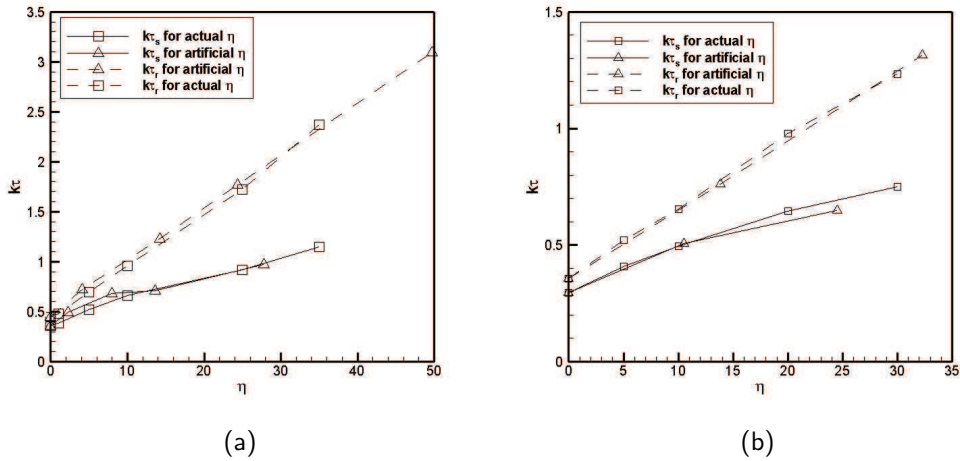 3.5
3
2.5
2
1.5
1
0.5
0
kτ
0 10 20 30 40 50
η
kτs for actual η
kτs for artificial η
kτr for artificial η
kτr for actual η
(a)
1.5
1
0.5
0
kτ
0 5 10 15 20 25 30 35
η
kτs for actual η
kτs for artificial η
kτr for artificial η
kτr for actual η
(b)